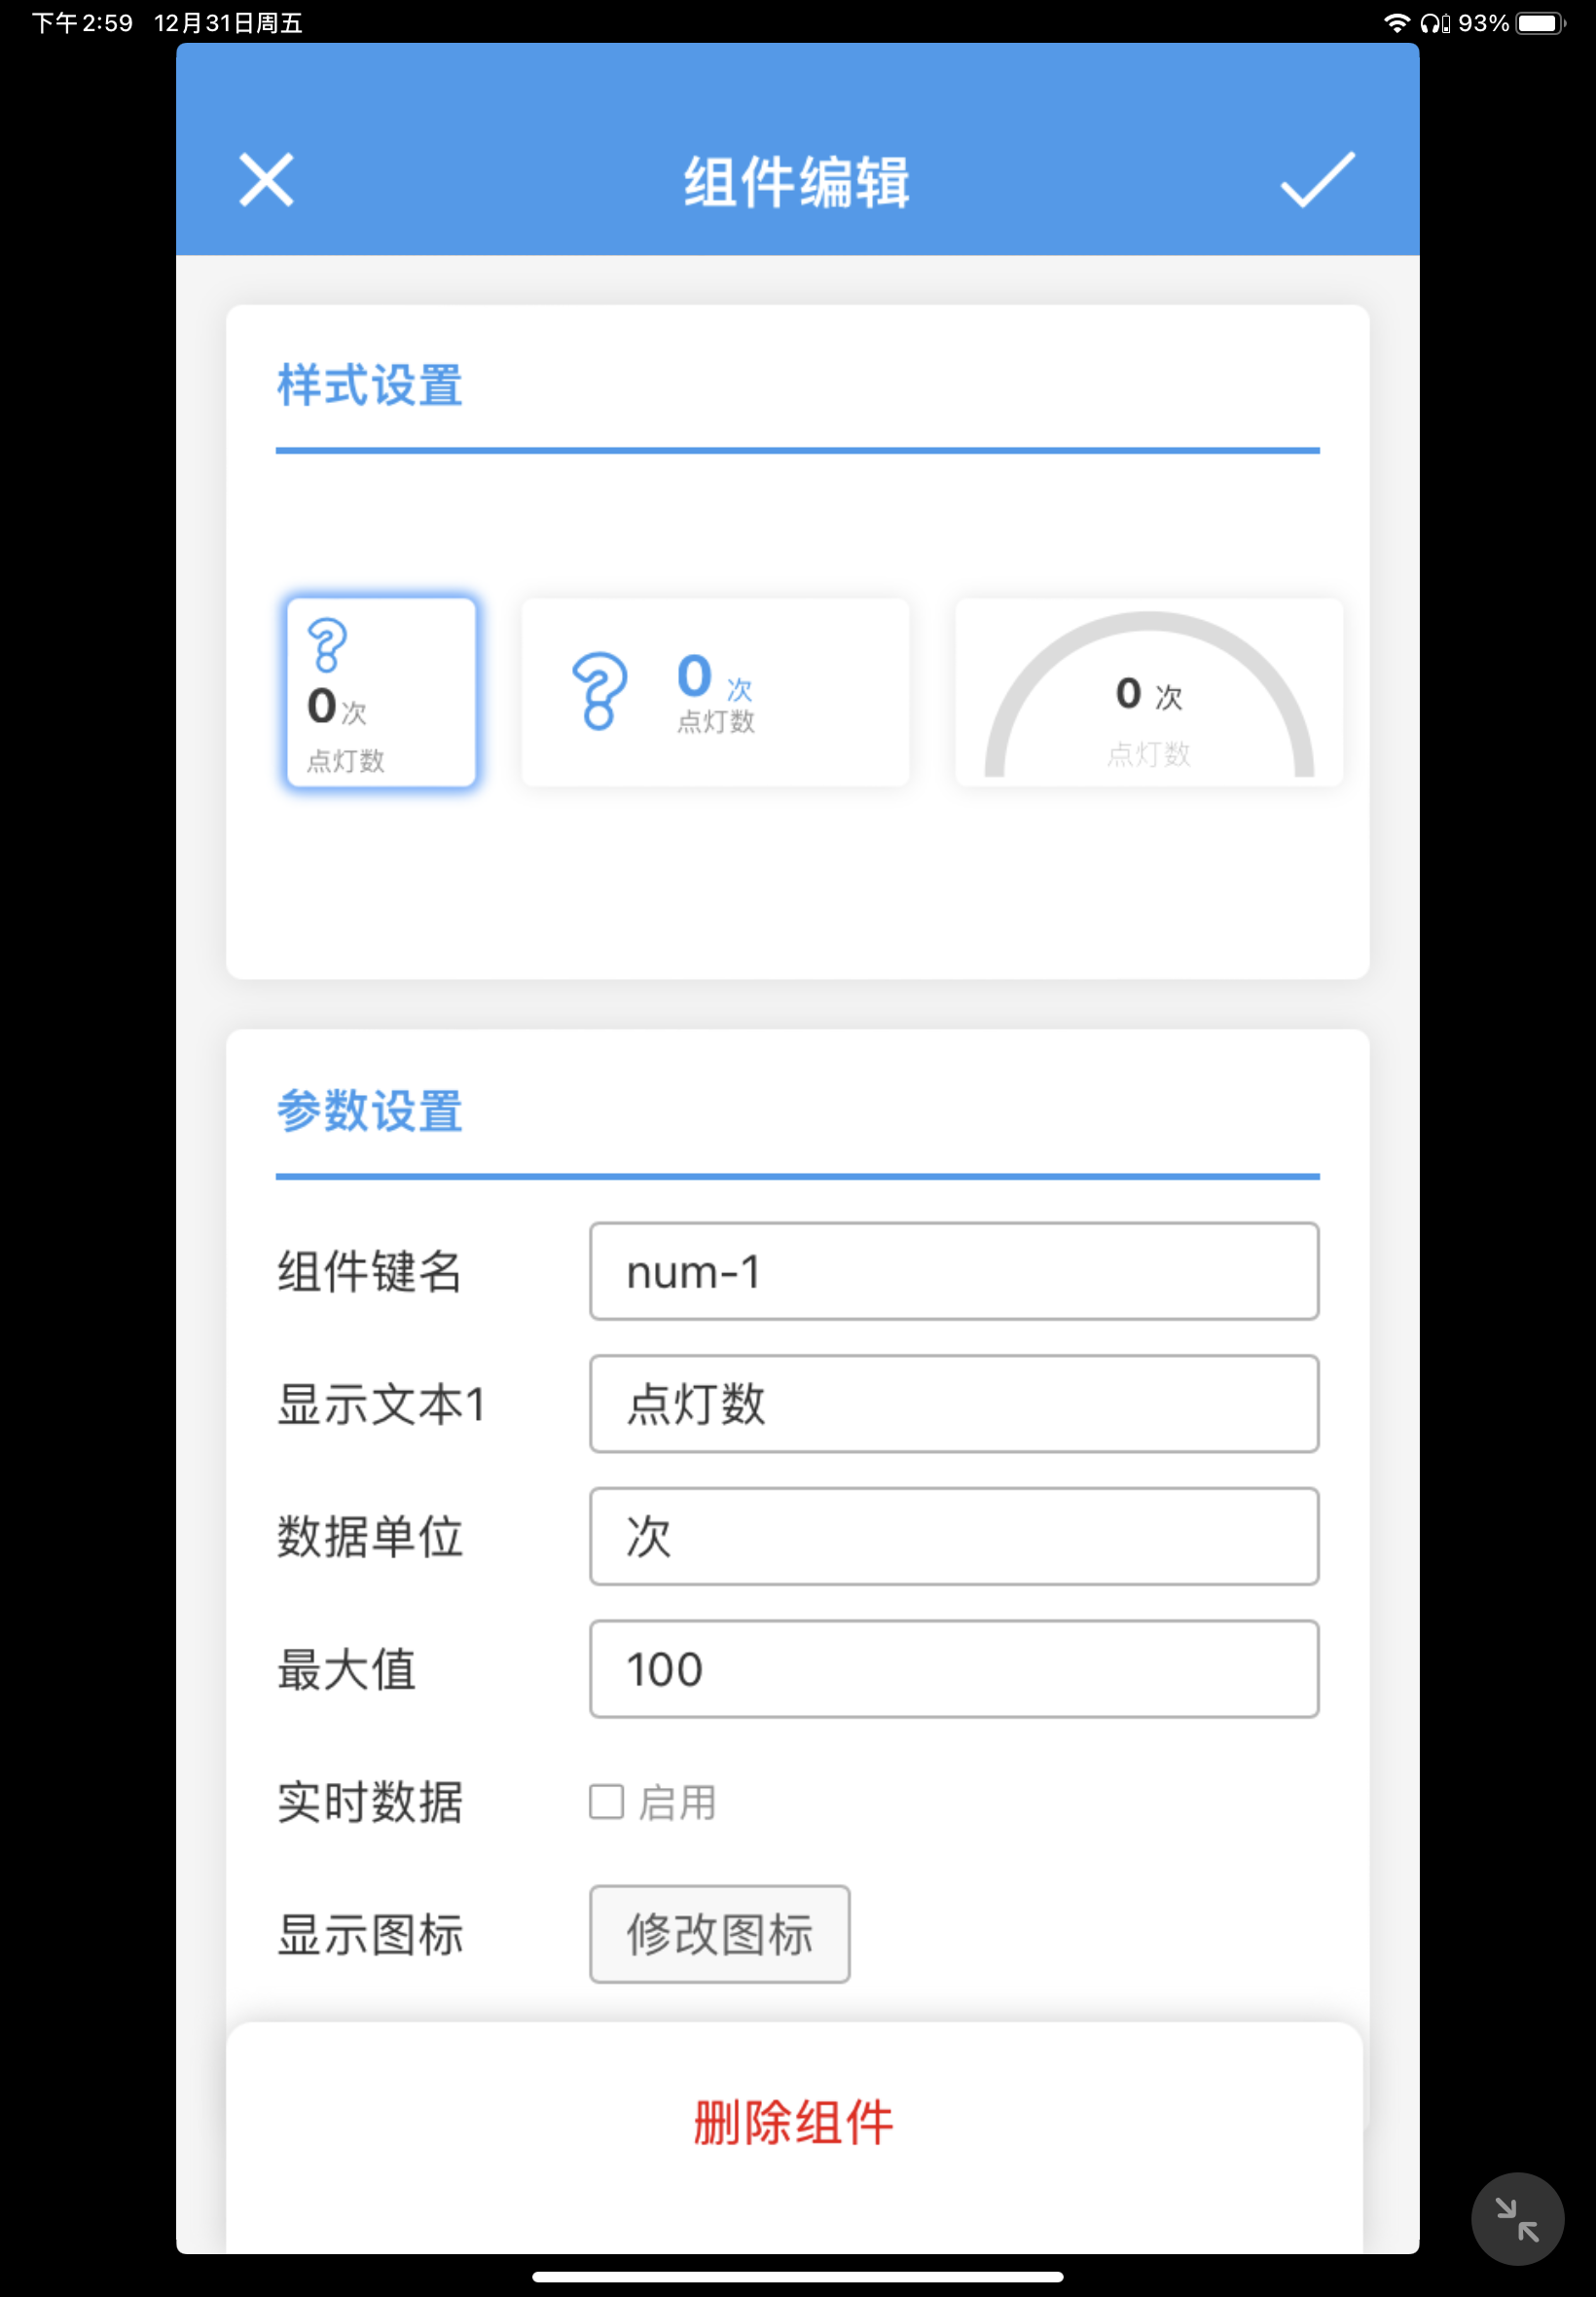 下午2:59 12月31日周五
93%
组件编辑
样式设置
0次
点灯数
0 次
点灯数
0 次
点灯数
参数设置
组件键名 num-1
显示文本1 点灯数
数据单位 次
最大值 100
实时数据 启用
显示图标 修改图标
删除组件